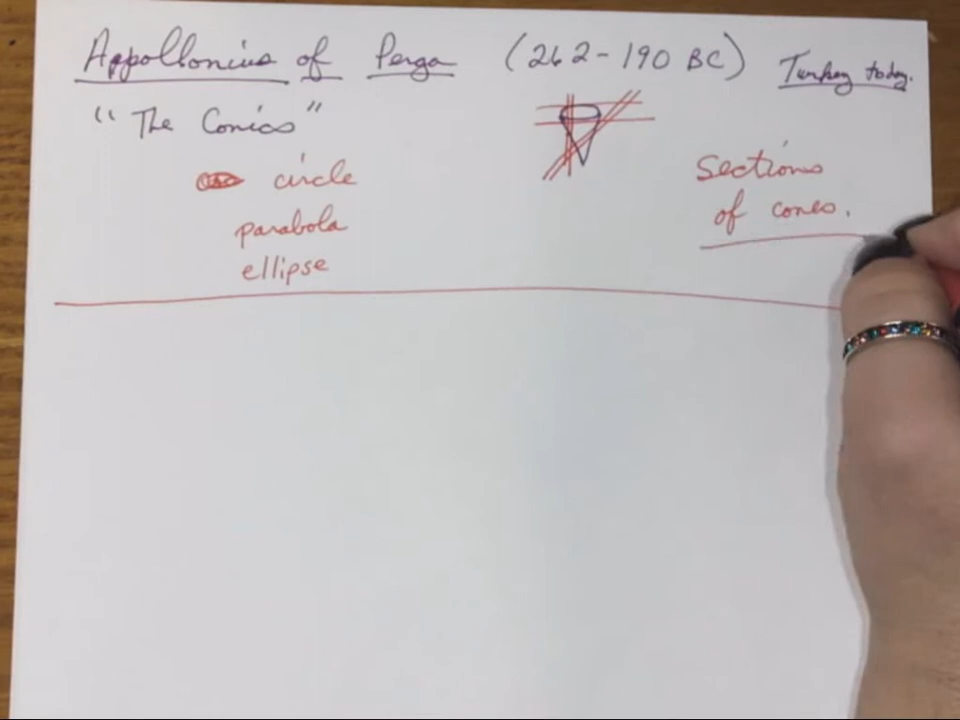 Appollonius of Perga (262-190 BC) Turkey today.
"The Conics"
circle
parabola
ellipse
Sections
of cones.